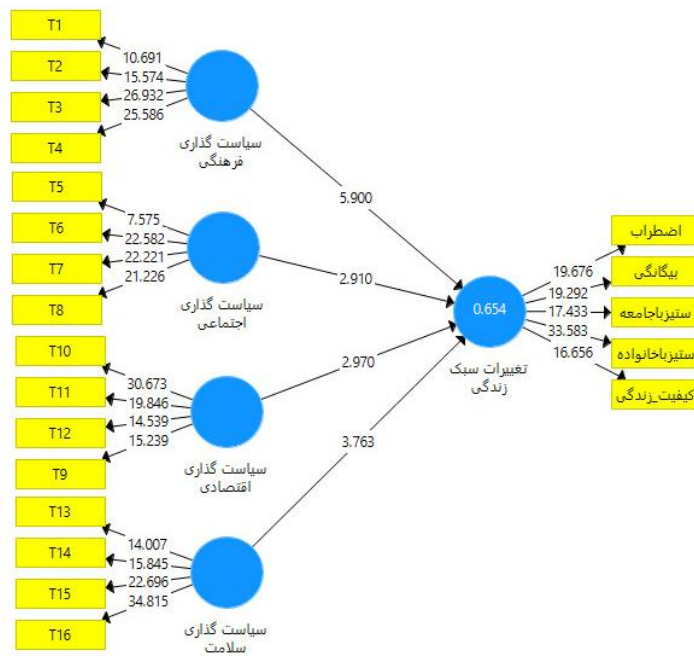 T1
10.691
T2
15.574
T3
26.932
25.586
T4
سیاست گذاری
فرهنگی
5.900
T5
7.575
T6
22.582
T7
22.221
21.226
T8
سیاست گذاری
اجتماعی
2.910
T10
30.673
T11
19.846
T12
14.539
15.239
T9
سیاست گذاری
اقتصادی
2.970
T13
14.007
T14
15.845
T15
22.696
34.815
T16
سیاست گذاری
سلامت
3.763
0.654
تغییرات سبک
زندگی
اضطراب
19.676
بیگانگی
19.292
ستیزباجامعه
17.433
ستیزباخانواده
33.583
کیفیت_زندگی
16.656